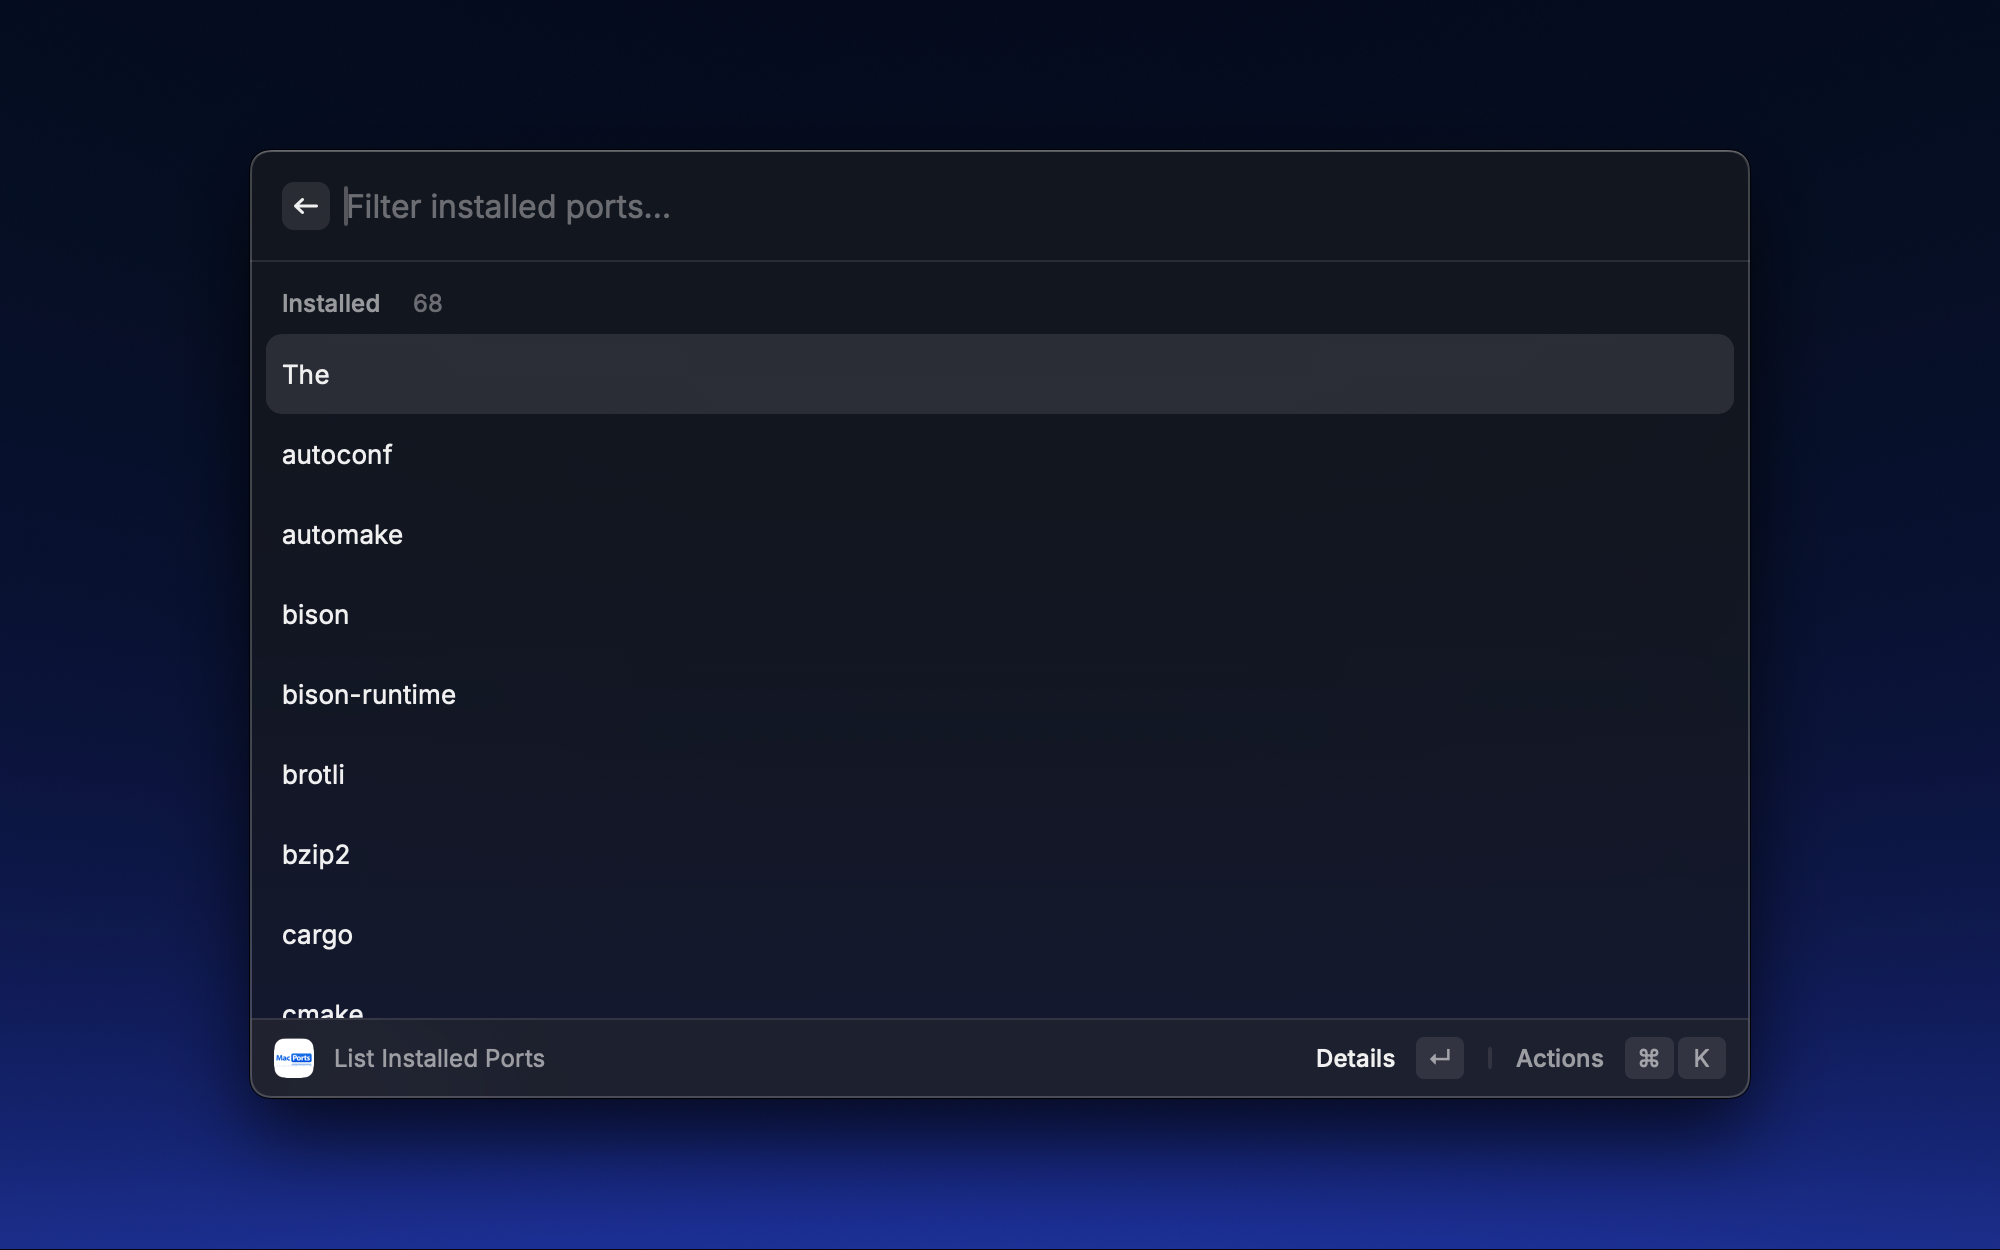 Filter installed ports...
Installed 68
The
autoconf
automake
bison
bison-runtime
brotli
bzip2
cargo
cmake
MacPorts List Installed Ports Details ↵ Actions ⌘ K